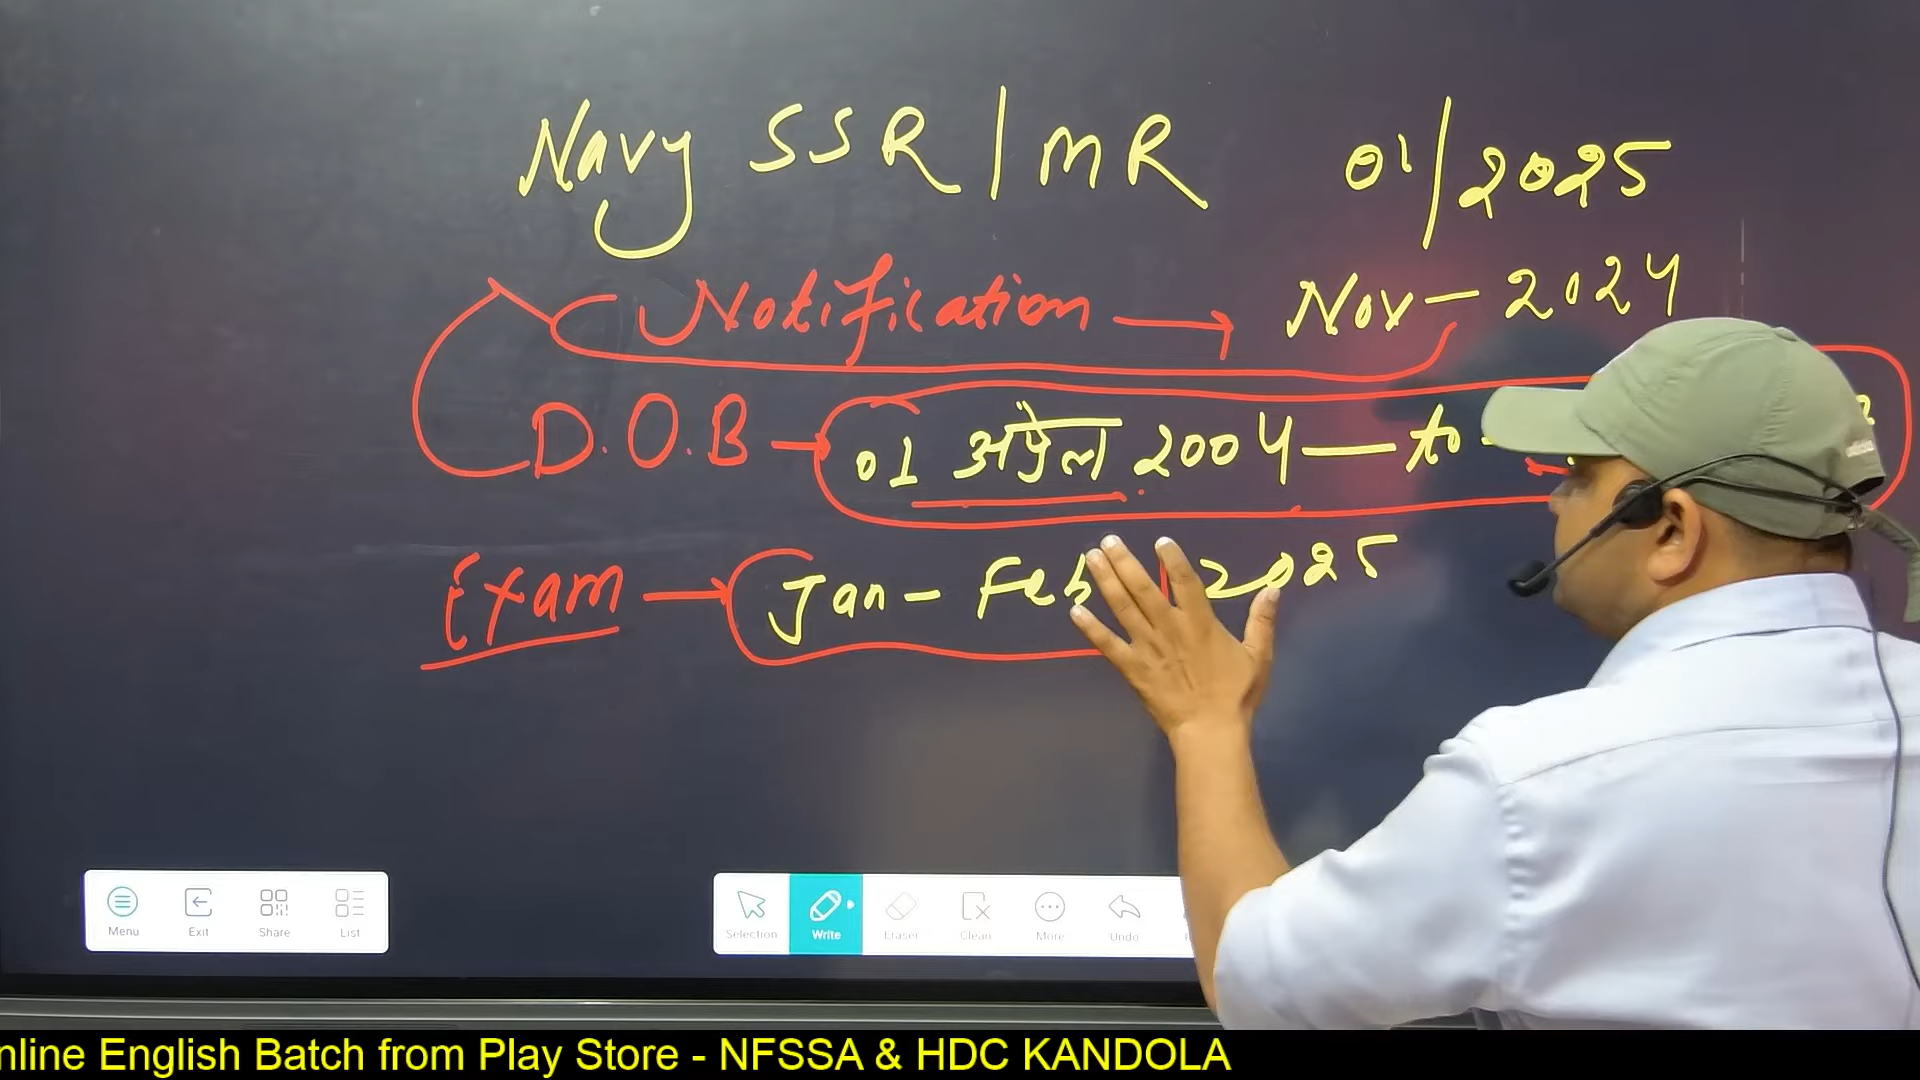 Navy SSR/MR 01/2025
Notification → Nov - 2024
D.O.B → 01 अप्रैल 2004 — to
Exam → Jan - Feb 2025
Menu Exit Share List
Selection Write Eraser Clean More Undo
nline English Batch from Play Store - NFSSA & HDC KANDOLA